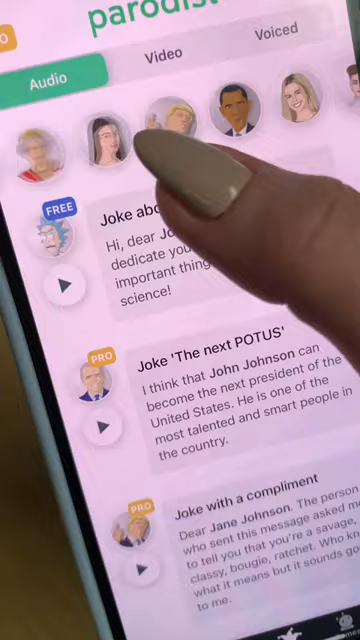 parodist
Audio
Video
Voiced
FREE
Joke
Hi, dear
dedicate you
important thing
science!
PRO
Joke 'The next POTUS'
I think that John Johnson can
become the next president of the
United States. He is one of the
most talented and smart people in
the country.
PRO
Joke with a compliment
Dear Jane Johnson. The person
who sent this message asked me
to tell you that you're a savage,
classy, bougie, ratchet. Who
what it means but it sounds
to me.